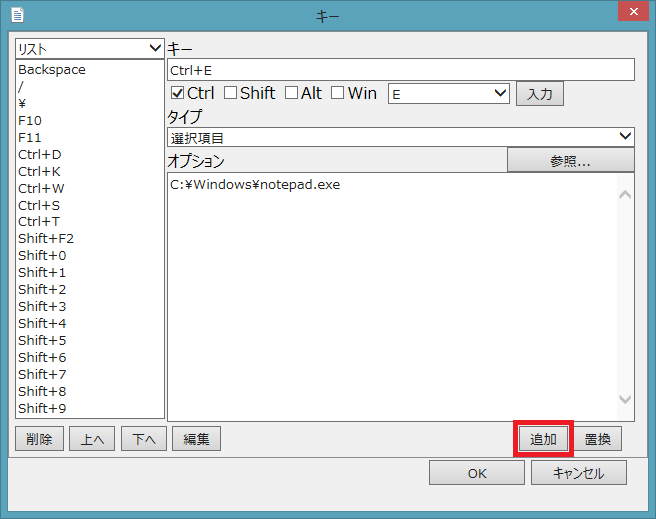 キー
リスト
Backspace
/
¥
F10
F11
Ctrl+D
Ctrl+K
Ctrl+W
Ctrl+S
Ctrl+T
Shift+F2
Shift+0
Shift+1
Shift+2
Shift+3
Shift+4
Shift+5
Shift+6
Shift+7
Shift+8
Shift+9
キー
Ctrl+E
Ctrl Shift Alt Win E 入力
タイプ
選択項目
オプション 参照...
C:¥Windows¥notepad.exe
削除 上へ 下へ 編集 追加 置換
OK キャンセル